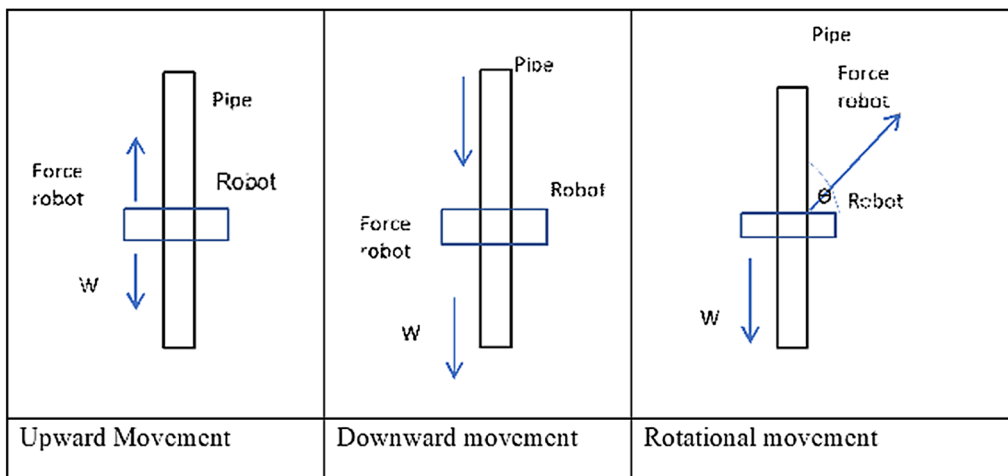 Pipe
Force
robot
Robot
W
Upward Movement
Pipe
Robot
Force
robot
W
Downward movement
Pipe
Force
robot
Robot
Θ
W
Rotational movement